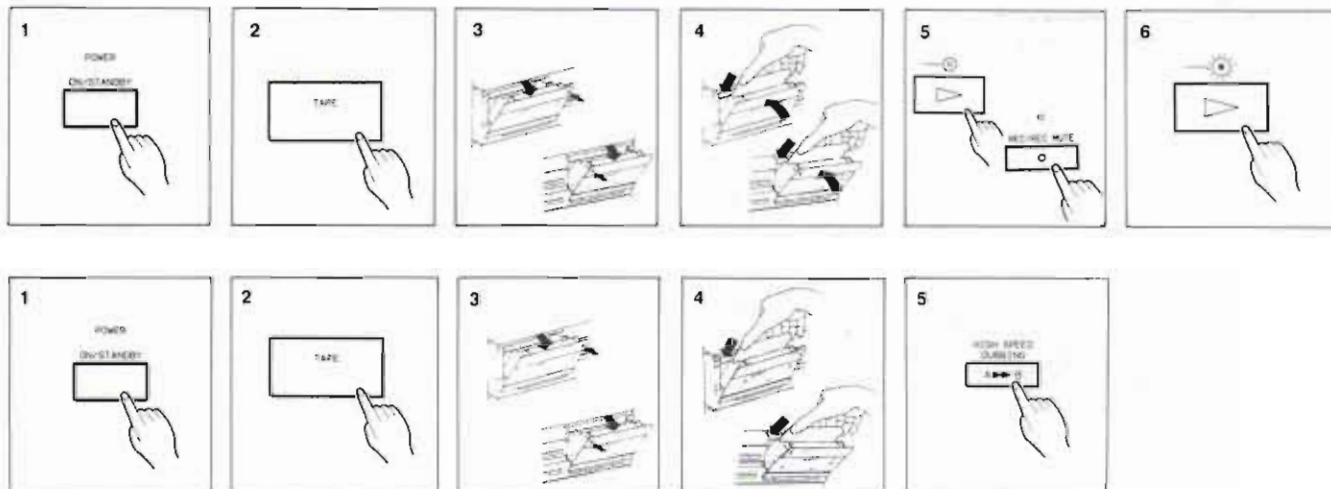 1
POWER
ON/STANDBY
2
TAPE
3
4
5
REC/REC MUTE
6
1
POWER
ON/STANDBY
2
TAPE
3
4
5
HIGH SPEED
DUBBING
A ▶▶ B